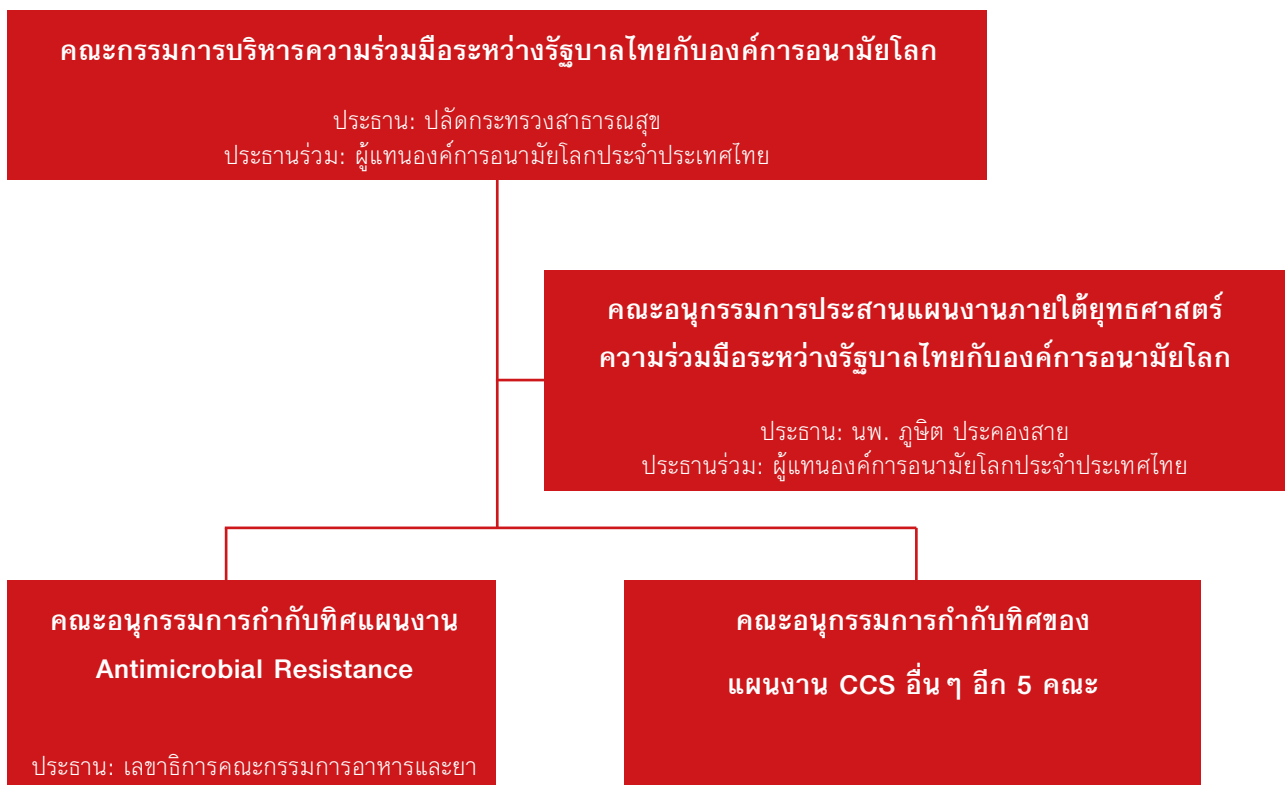 คณะกรรมการบริหารความร่วมมือระหว่างรัฐบาลไทยกับองค์การอนามัยโลก
ประธาน: ปลัดกระทรวงสาธารณสุข
ประธานร่วม: ผู้แทนองค์การอนามัยโลกประจำประเทศไทย
คณะอนุกรรมการประสานแผนงานภายใต้ยุทธศาสตร์
ความร่วมมือระหว่างรัฐบาลไทยกับองค์การอนามัยโลก
ประธาน: นพ. ภูษิต ประคองสาย
ประธานร่วม: ผู้แทนองค์การอนามัยโลกประจำประเทศไทย
คณะอนุกรรมการกำกับทิศแผนงาน
Antimicrobial Resistance
ประธาน: เลขาธิการคณะกรรมการอาหารและยา
คณะอนุกรรมการกำกับทิศของ
แผนงาน CCS อื่นๆ อีก 5 คณะ